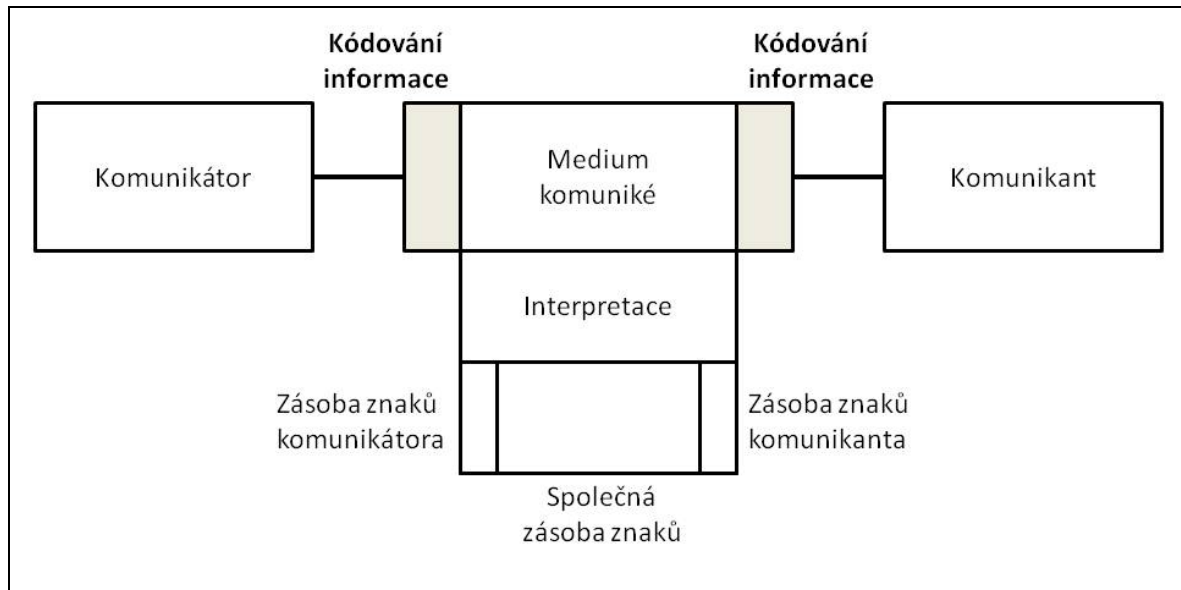 Kódování
informace
Kódování
informace
Komunikátor
Medium
komuniké
Komunikant
Interpretace
Zásoba znaků
komunikátora
Zásoba znaků
komunikanta
Společná
zásoba znaků